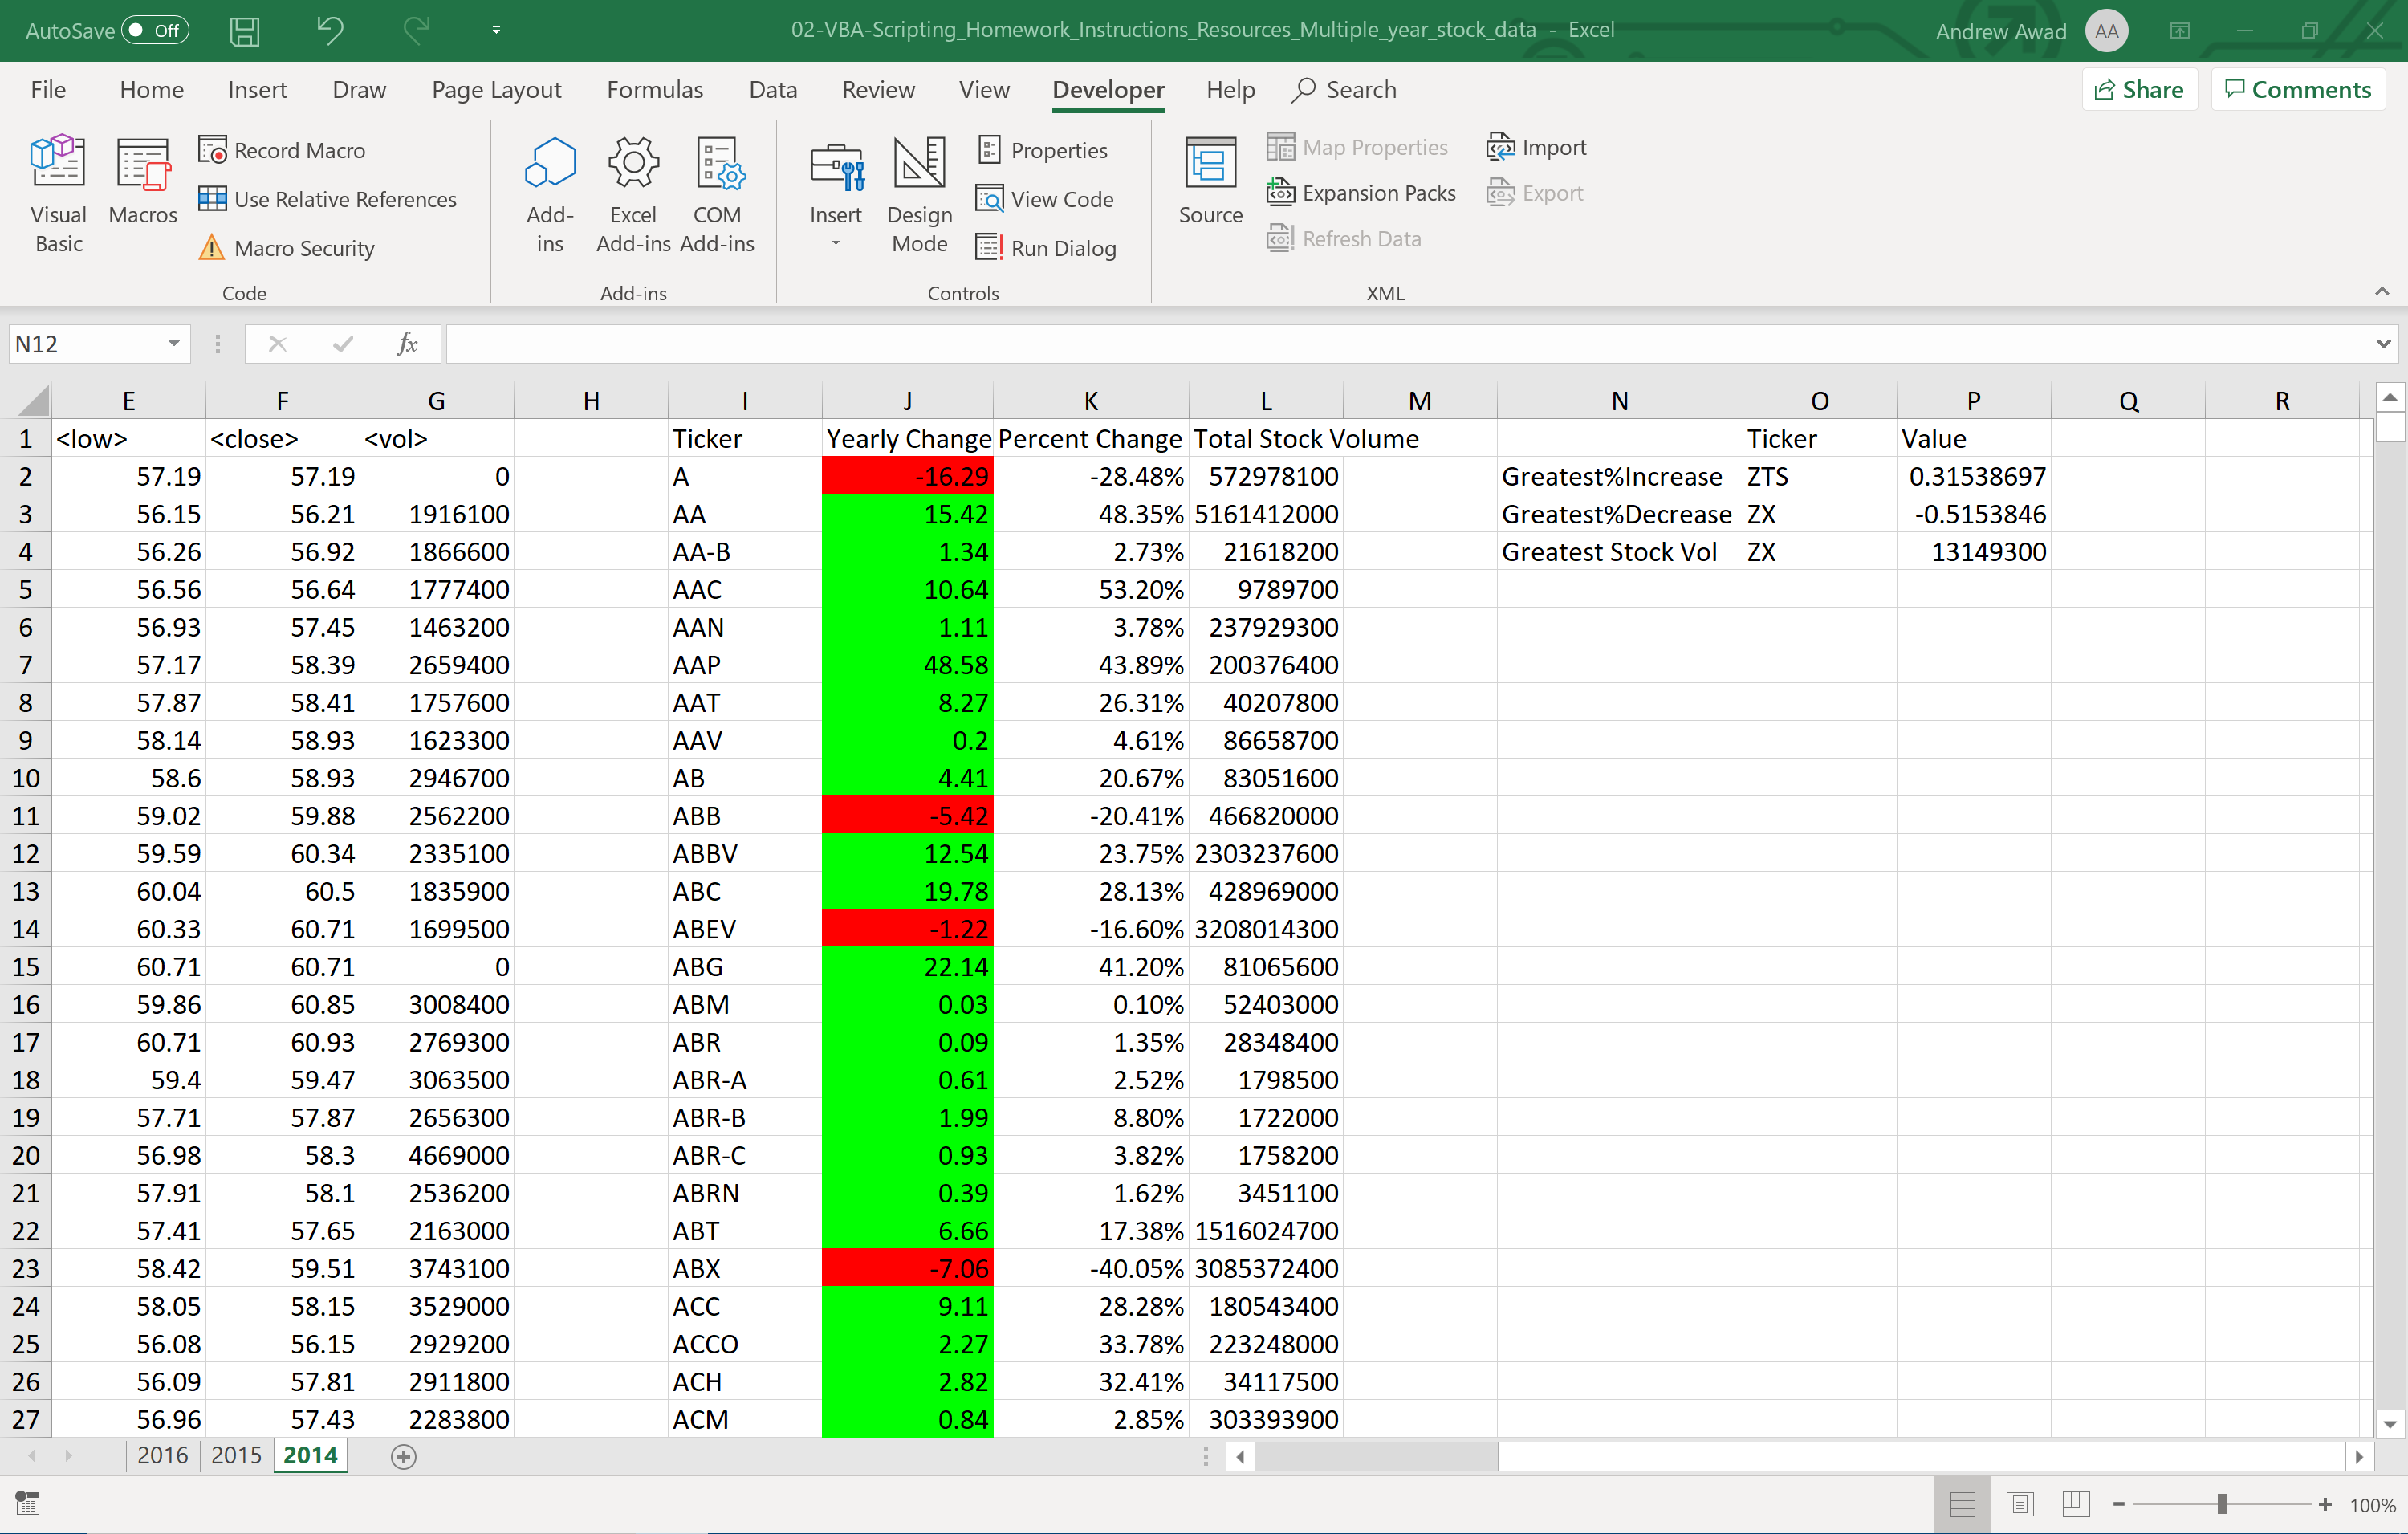 AutoSave Off 02-VBA-Scripting_Homework_Instructions_Resources_Multiple_year_stock_data - Excel Andrew Awad AA
File Home Insert Draw Page Layout Formulas Data Review View Developer Help Search Share Comments
Visual Basic Macros Record Macro Use Relative References Macro Security
Add-ins Excel Add-ins COM Add-ins
Insert Design Mode Properties View Code Run Dialog
Source Map Properties Expansion Packs Refresh Data Import Export
Code Add-ins Controls XML
N12 fx
E F G H I J K L M N O P Q R
1 <low> <close> <vol> Ticker Yearly Change Percent Change Total Stock Volume Ticker Value
2 57.19 57.19 0 A -16.29 -28.48% 572978100 Greatest%Increase ZTS 0.31538697
3 56.15 56.21 1916100 AA 15.42 48.35% 5161412000 Greatest%Decrease ZX -0.5153846
4 56.26 56.92 1866600 AA-B 1.34 2.73% 21618200 Greatest Stock Vol ZX 13149300
5 56.56 56.64 1777400 AAC 10.64 53.20% 9789700
6 56.93 57.45 1463200 AAN 1.11 3.78% 237929300
7 57.17 58.39 2659400 AAP 48.58 43.89% 200376400
8 57.87 58.41 1757600 AAT 8.27 26.31% 40207800
9 58.14 58.93 1623300 AAV 0.2 4.61% 86658700
10 58.6 58.93 2946700 AB 4.41 20.67% 83051600
11 59.02 59.88 2562200 ABB -5.42 -20.41% 466820000
12 59.59 60.34 2335100 ABBV 12.54 23.75% 2303237600
13 60.04 60.5 1835900 ABC 19.78 28.13% 428969000
14 60.33 60.71 1699500 ABEV -1.22 -16.60% 3208014300
15 60.71 60.71 0 ABG 22.14 41.20% 81065600
16 59.86 60.85 3008400 ABM 0.03 0.10% 52403000
17 60.71 60.93 2769300 ABR 0.09 1.35% 28348400
18 59.4 59.47 3063500 ABR-A 0.61 2.52% 1798500
19 57.71 57.87 2656300 ABR-B 1.99 8.80% 1722000
20 56.98 58.3 4669000 ABR-C 0.93 3.82% 1758200
21 57.91 58.1 2536200 ABRN 0.39 1.62% 3451100
22 57.41 57.65 2163000 ABT 6.66 17.38% 1516024700
23 58.42 59.51 3743100 ABX -7.06 -40.05% 3085372400
24 58.05 58.15 3529000 ACC 9.11 28.28% 180543400
25 56.08 56.15 2929200 ACCO 2.27 33.78% 223248000
26 56.09 57.81 2911800 ACH 2.82 32.41% 34117500
27 56.96 57.43 2283800 ACM 0.84 2.85% 303393900
2016 2015 2014
100%